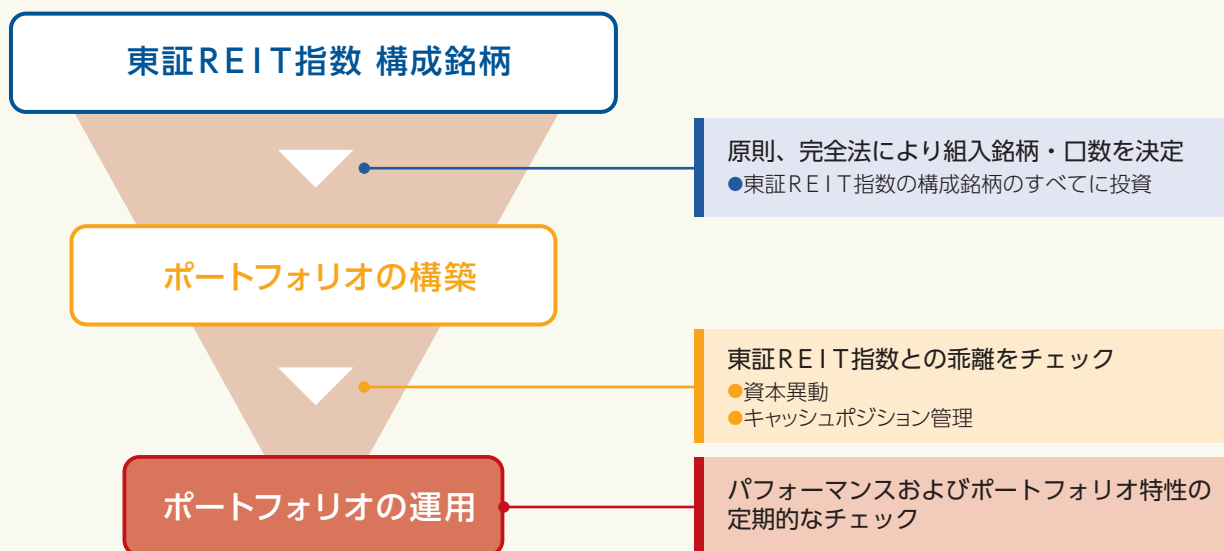 東証REIT指数 構成銘柄
原則、完全法により組入銘柄・口数を決定
●東証REIT指数の構成銘柄のすべてに投資
ポートフォリオの構築
東証REIT指数との乖離をチェック
●資本異動
●キャッシュポジション管理
ポートフォリオの運用
パフォーマンスおよびポートフォリオ特性の
定期的なチェック